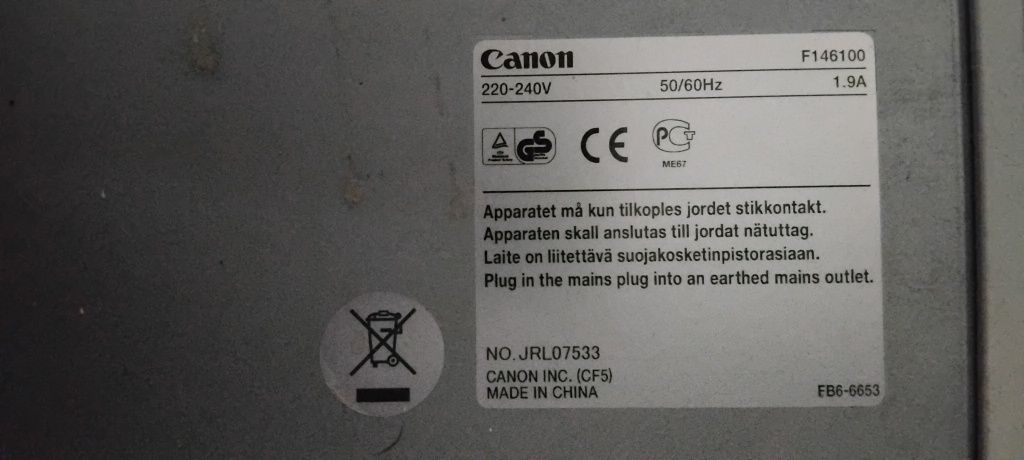 Canon F146100
220-240V 50/60Hz 1.9A
GS CE PCT
ME67
Apparatet må kun tilkoples jordet stikkontakt.
Apparaten skall anslutas till jordat nätuttag.
Laite on liitettävä suojakosketinpistorasiaan.
Plug in the mains plug into an earthed mains outlet.
NO. JRL07533
CANON INC. (CF5)
MADE IN CHINA FB6-6653